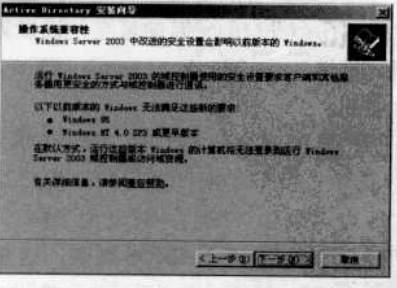 Active Directory 安装向导
操作系统兼容性
Windows Server 2003 中改进的安全设置会影响以前版本的 Windows。
运行 Windows Server 2003 的域控制器使用的安全设置要求客户端和其他服
务器用更安全的方式与域控制器进行通讯。
以下以前版本的 Windows 无法满足这些新的要求:
● Windows 95
● Windows NT 4.0 SP3 或更早版本
在默认方式，运行这些版本 Windows 的计算机将无法登录到运行 Windows
Server 2003 域控制器或访问域资源。
有关详细信息，请参阅兼容帮助。
< 上一步(B) 下一步(N) > 取消